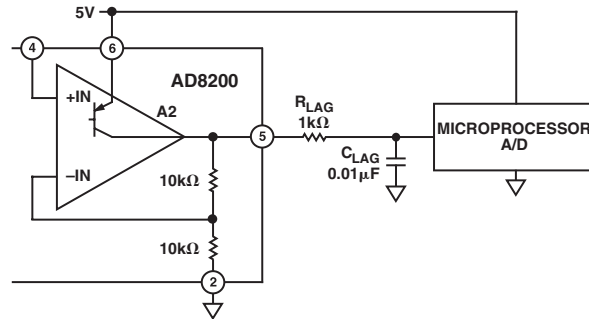 5V
4
6
AD8200
+IN
A2
–IN
10kΩ
10kΩ
5
2
R_LAG
1kΩ
C_LAG
0.01µF
MICROPROCESSOR
A/D